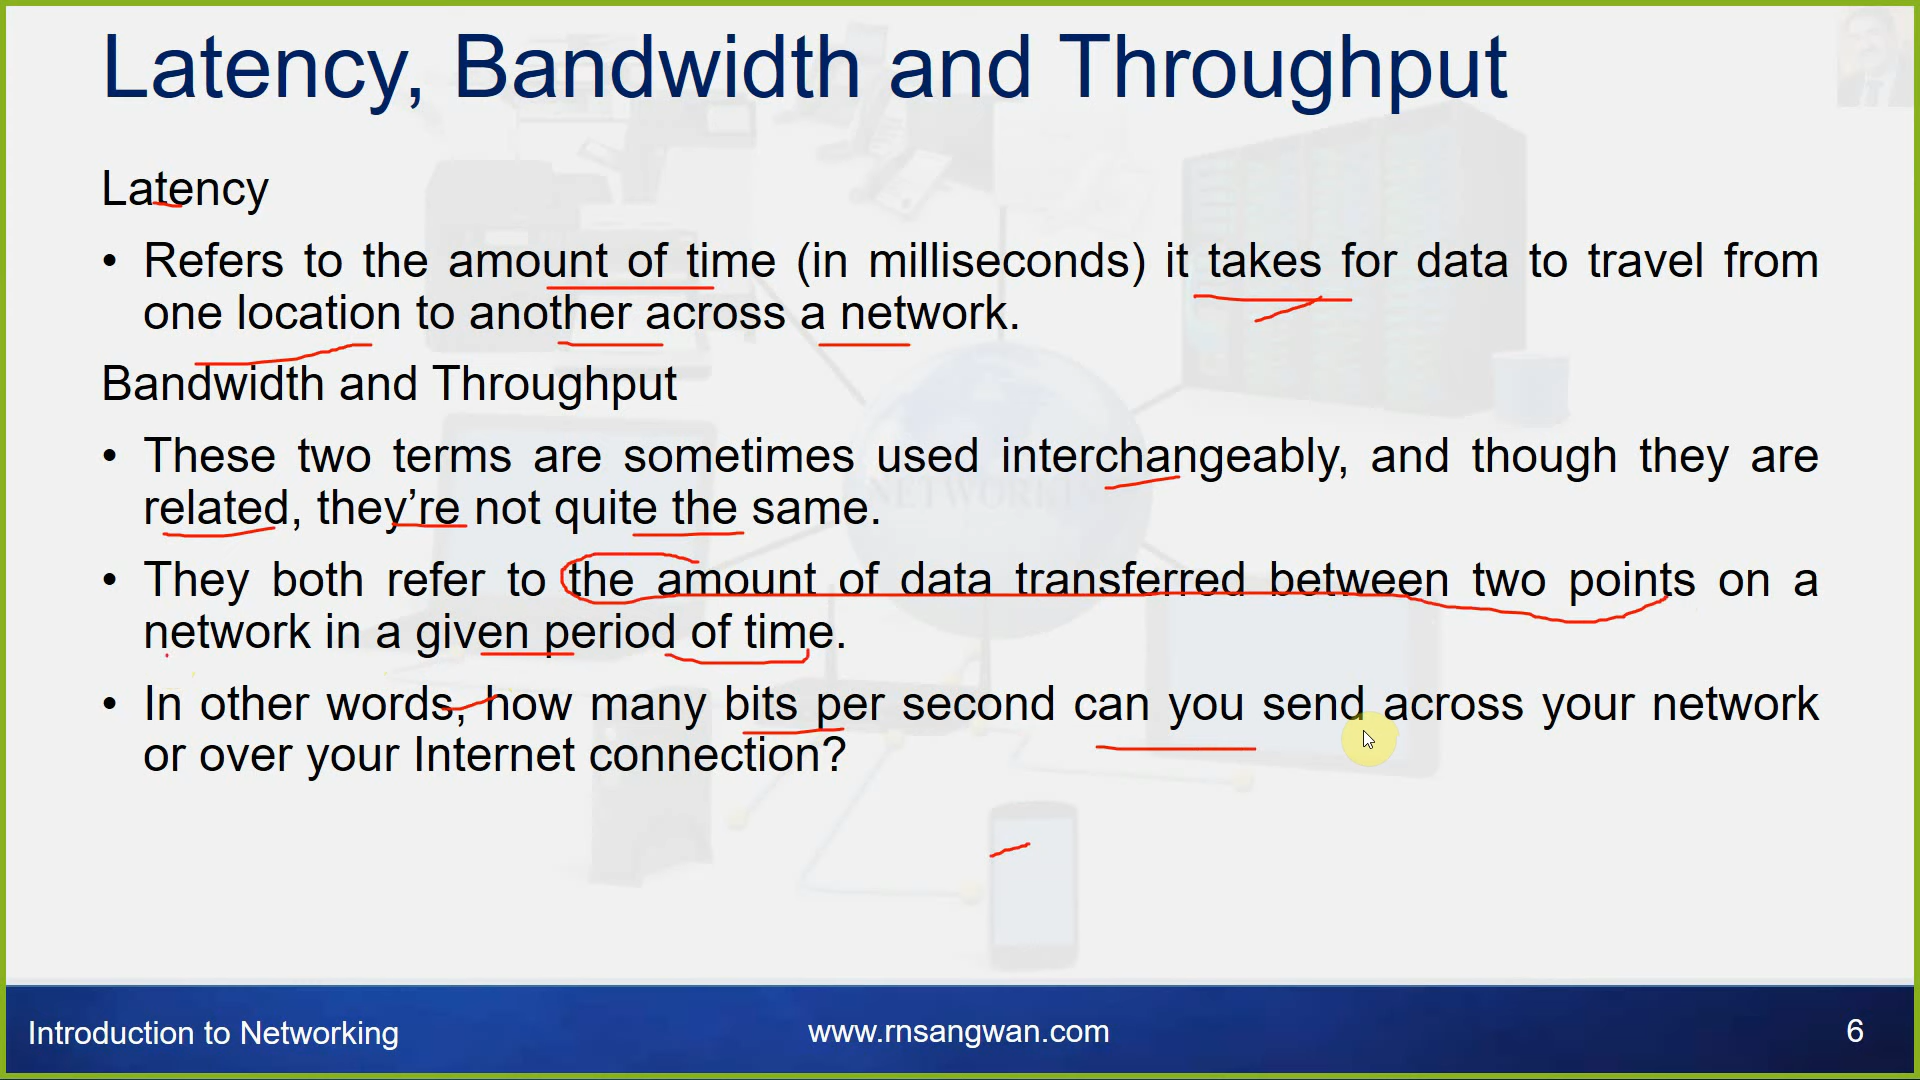 Latency, Bandwidth and Throughput
Latency
• Refers to the amount of time (in milliseconds) it takes for data to travel from
one location to another across a network.
Bandwidth and Throughput
• These two terms are sometimes used interchangeably, and though they are
related, they’re not quite the same.
• They both refer to the amount of data transferred between two points on a
network in a given period of time.
• In other words, how many bits per second can you send across your network
or over your Internet connection?
Introduction to Networking
www.rnsangwan.com
6